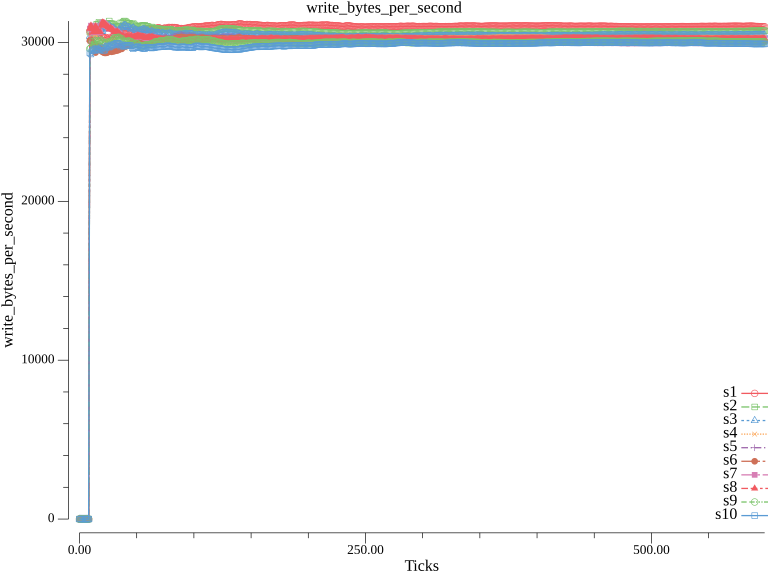 write_bytes_per_second
30000
20000
10000
0
write_bytes_per_second
0.00
250.00
500.00
Ticks
s1
s2
s3
s4
s5
s6
s7
s8
s9
s10